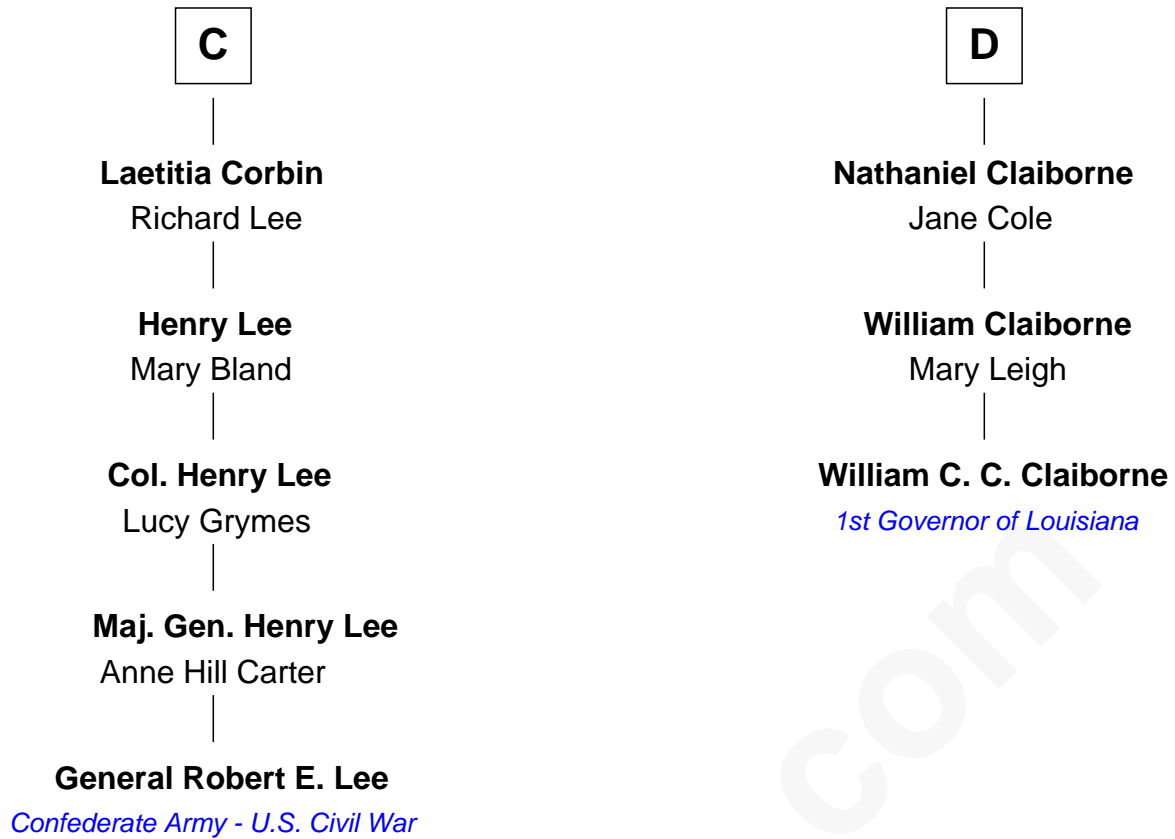 C
Laetitia Corbin
Richard Lee
Henry Lee
Mary Bland
Col. Henry Lee
Lucy Grymes
Maj. Gen. Henry Lee
Anne Hill Carter
General Robert E. Lee
Confederate Army - U.S. Civil War
D
Nathaniel Claiborne
Jane Cole
William Claiborne
Mary Leigh
William C. C. Claiborne
1st Governor of Louisiana
com